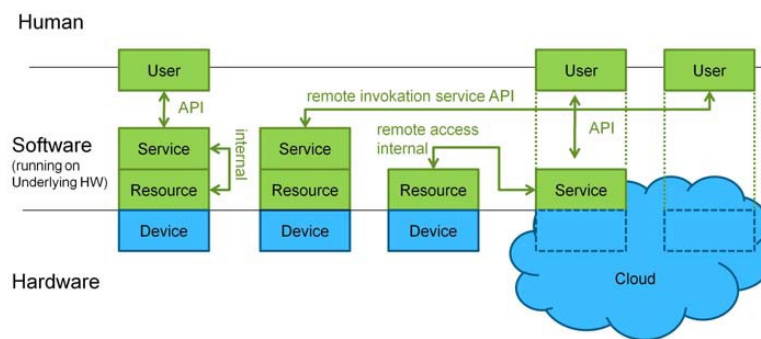 Human
User
User
User
API
remote invokation service API
Software
(running on
Underlying HW)
Service
internal
Service
remote access
internal
API
Resource
Resource
Resource
Service
Device
Device
Device
Hardware
Cloud